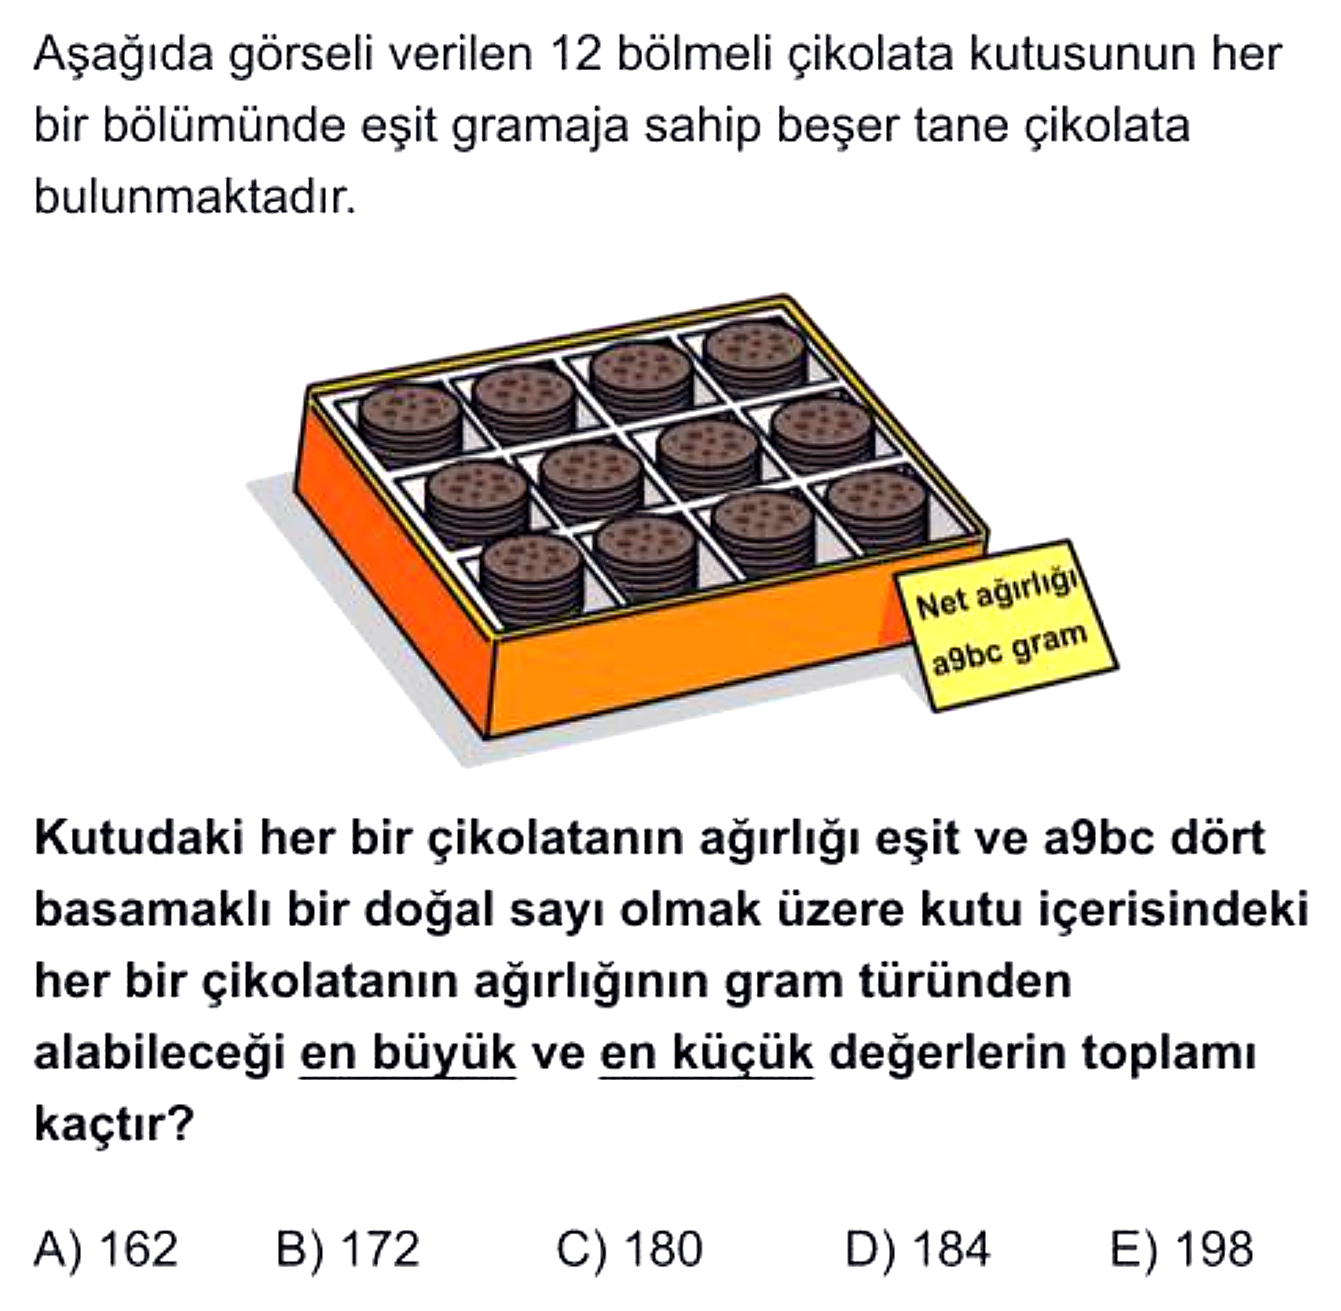 Aşağıda görseli verilen 12 bölmeli çikolata kutusunun her
bir bölümünde eşit gramaja sahip beşer tane çikolata
bulunmaktadır.
Net ağırlığı
a9bc gram
Kutudaki her bir çikolatanın ağırlığı eşit ve a9bc dört
basamaklı bir doğal sayı olmak üzere kutu içerisindeki
her bir çikolatanın ağırlığının gram türünden
alabileceği en büyük ve en küçük değerlerin toplamı
kaçtır?
A) 162 B) 172 C) 180 D) 184 E) 198